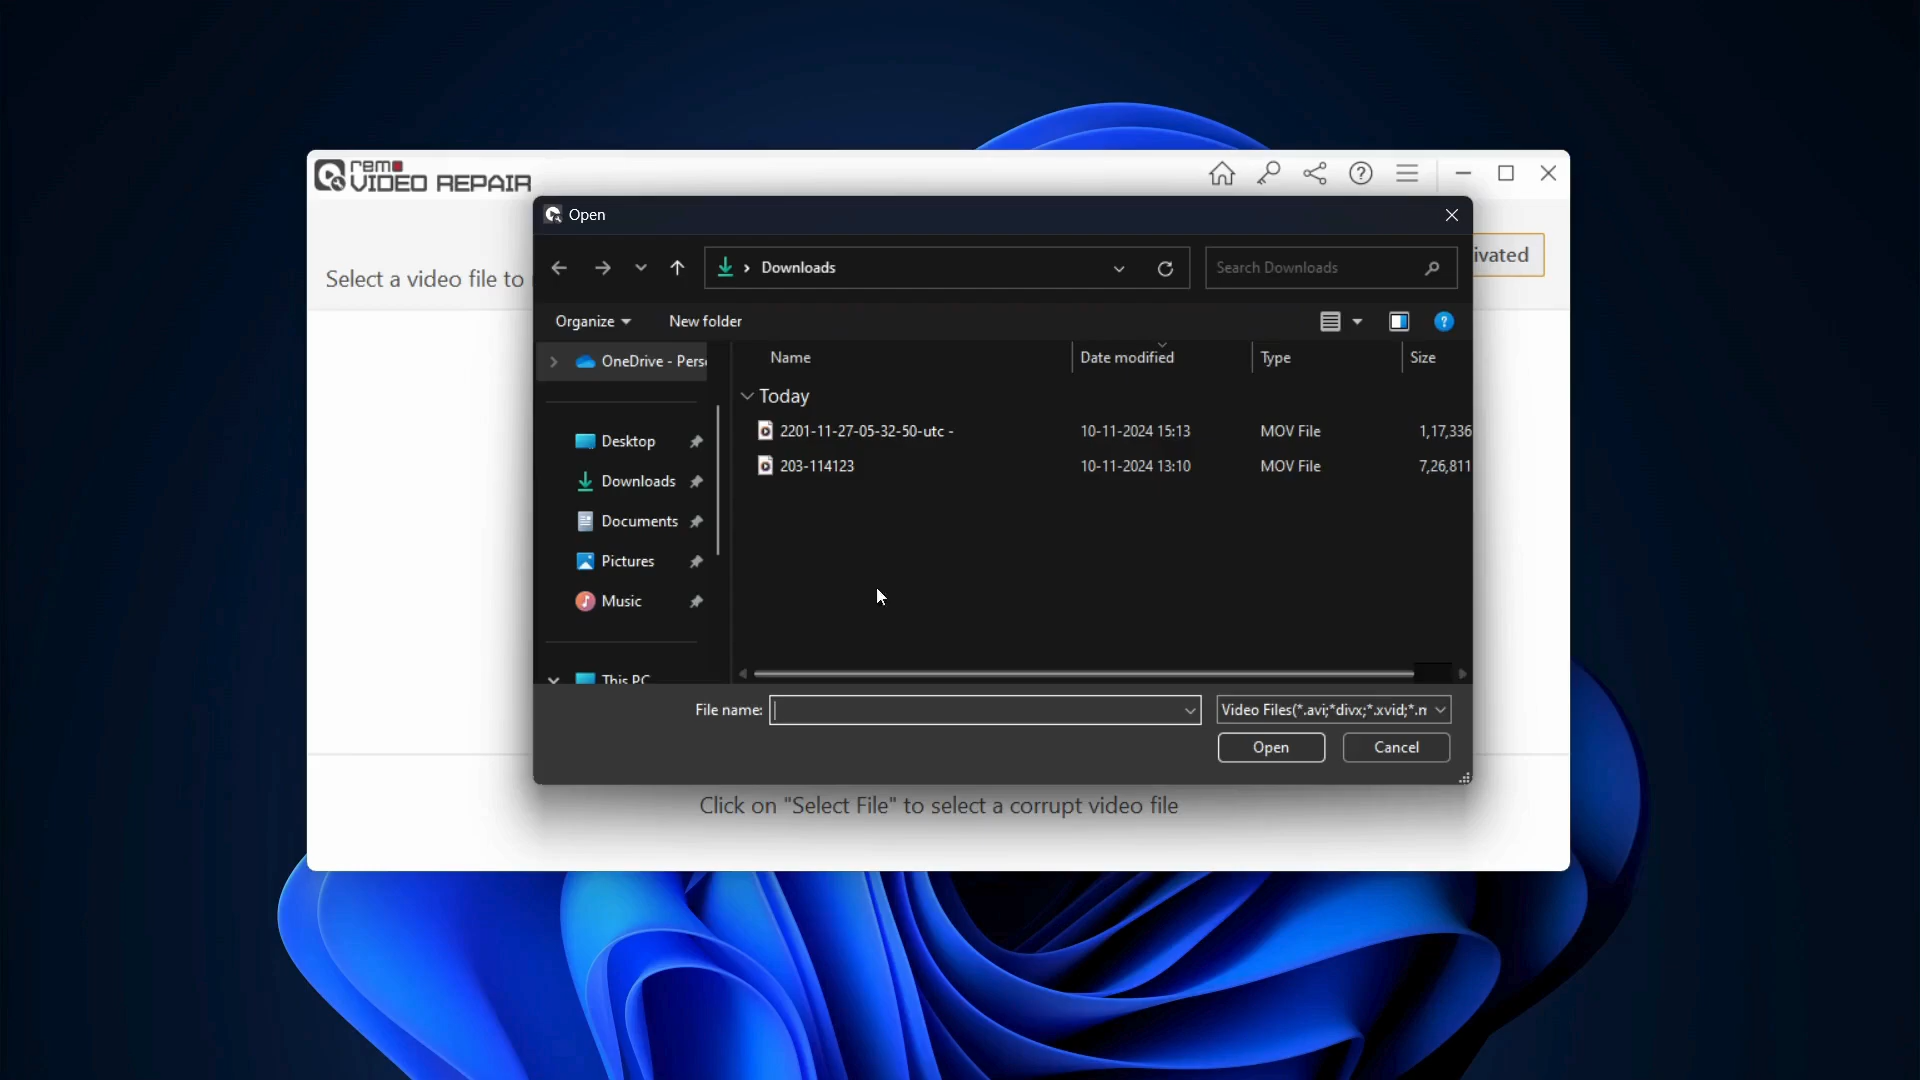 remo
VIDEO REPAIR
Open
Select a video file to
ivated
Downloads
Search Downloads
Organize
New folder
OneDrive - Pers
Name
Date modified
Type
Size
Today
2201-11-27-05-32-50-utc -
10-11-2024 15:13
MOV File
1,17,336
203-114123
10-11-2024 13:10
MOV File
7,26,811
Desktop
Downloads
Documents
Pictures
Music
This PC
File name:
Video Files(*.avi;*divx;*.xvid;*.n
Open
Cancel
Click on "Select File" to select a corrupt video file